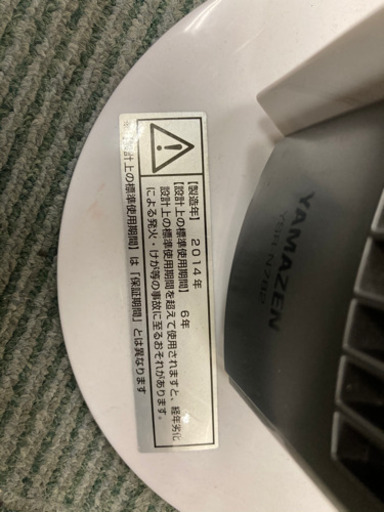 【製造年】 2014年
【設計上の標準使用期間】 6年
設計上の標準使用期間を超えて使用されますと、経年劣化
による発火・けが等の事故に至るおそれがあります。
※設計上の標準使用期間】は「保証期間」とは異なります
YAMAZEN